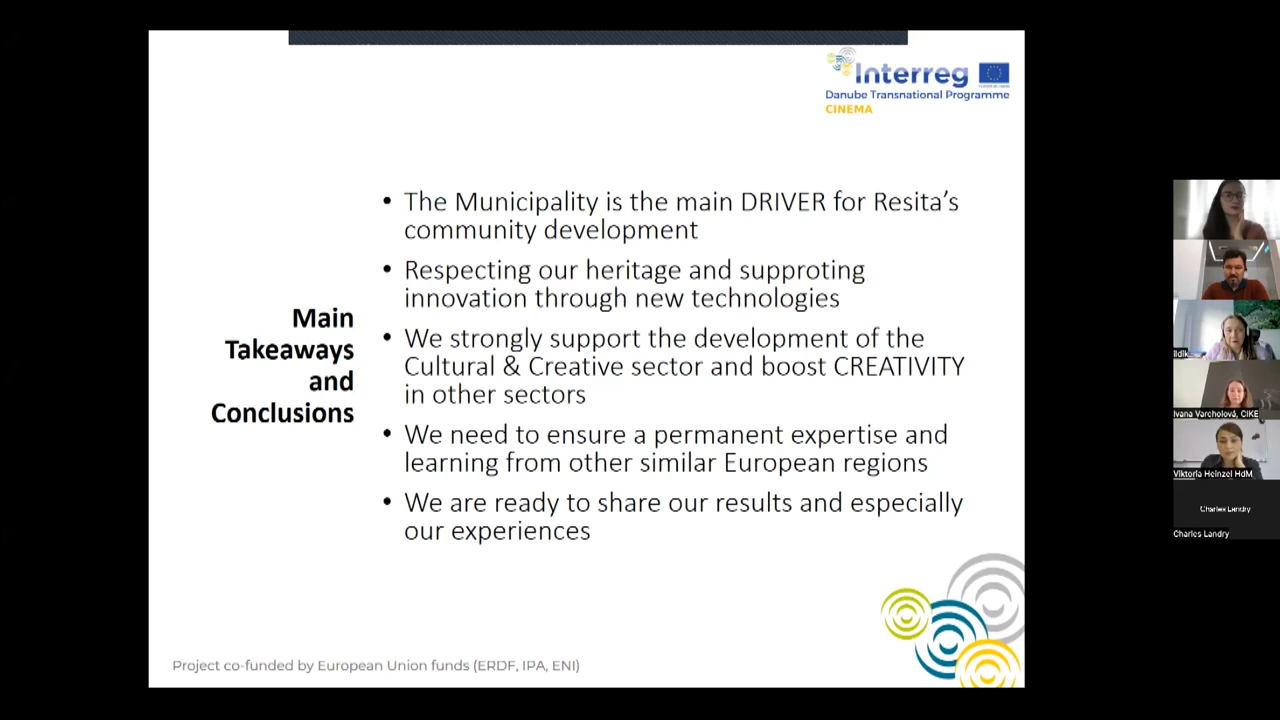 Interreg
Danube Transnational Programme
CINEMA
Main
Takeaways
and
Conclusions
• The Municipality is the main DRIVER for Resita’s
community development
• Respecting our heritage and supproting
innovation through new technologies
• We strongly support the development of the
Cultural & Creative sector and boost CREATIVITY
in other sectors
• We need to ensure a permanent expertise and
learning from other similar European regions
• We are ready to share our results and especially
our experiences
Project co-funded by European Union funds (ERDF, IPA, ENI)
ildik
Ivana Varcholová, CIKE
Viktoria Heinzel HdM
Charles Landry
Charles Landry